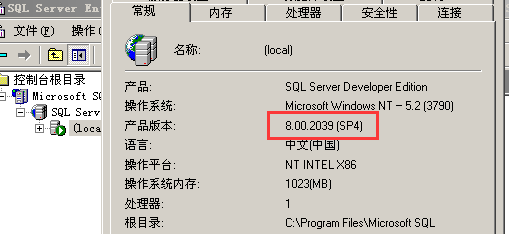 SQL Server En
文件(F) 操作(
控制台根目录
Microsoft SQ
SQL Serv
(loca
常规 内存 处理器 安全性 连接
名称: (local)
产品: SQL Server Developer Edition
操作系统: Microsoft Windows NT - 5.2 (3790)
产品版本: 8.00.2039 (SP4)
语言: 中文(中国)
操作平台: NT INTEL X86
操作系统内存: 1023(MB)
处理器: 1
根目录: C:\Program Files\Microsoft SQL